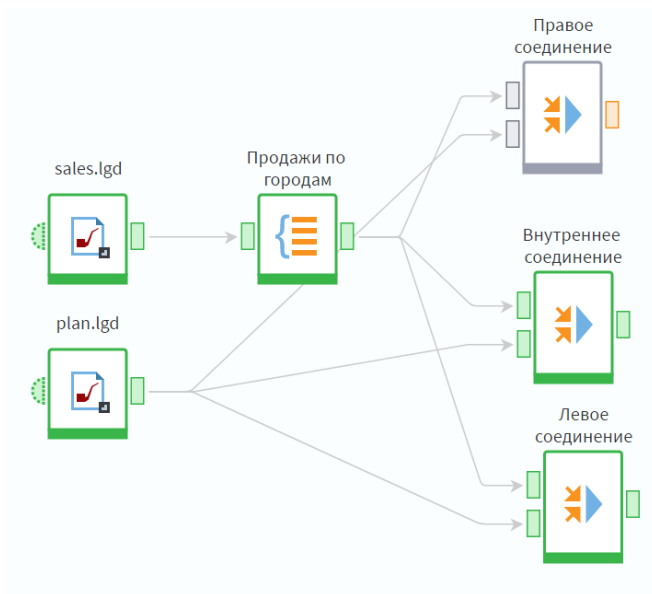 Правое
соединение
sales.lgd
Продажи по
городам
Внутреннее
соединение
plan.lgd
Левое
соединение